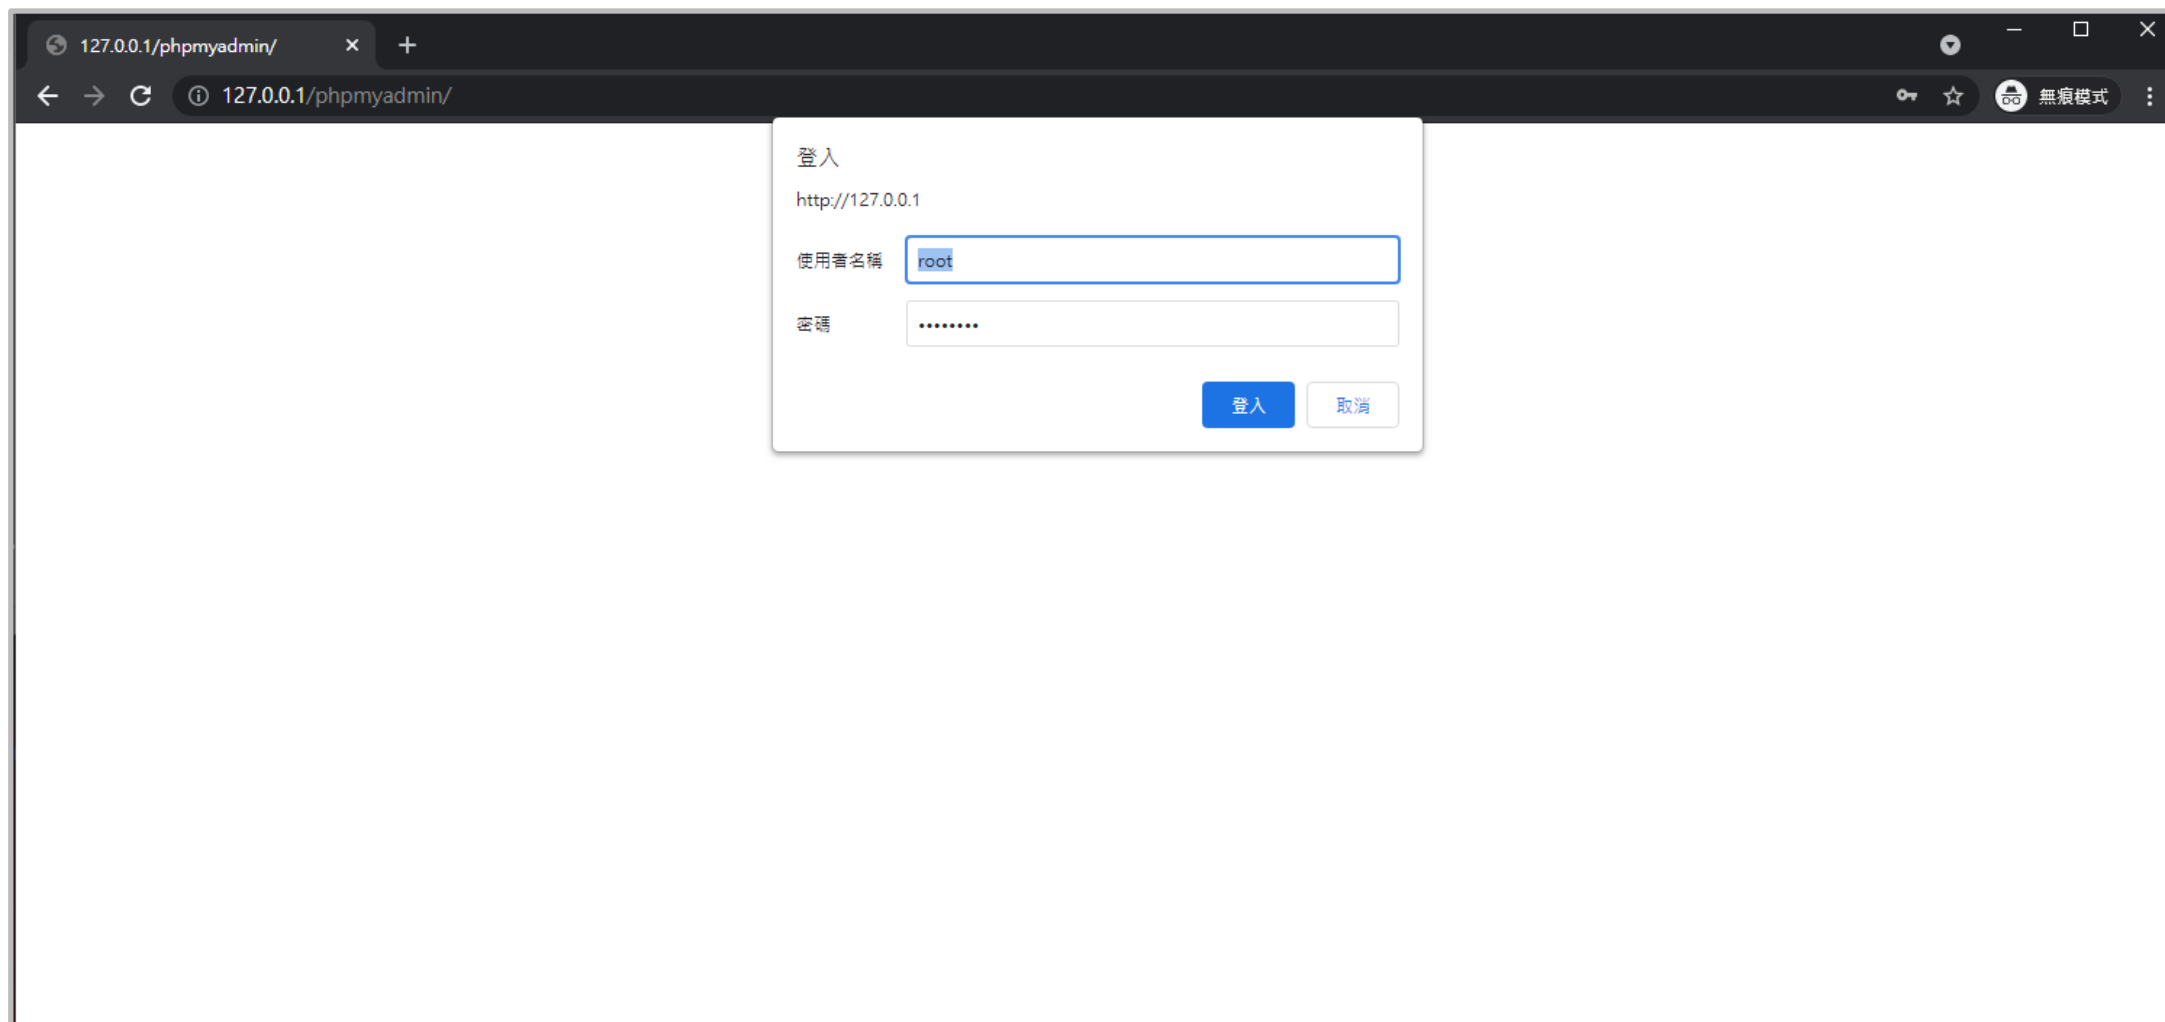 127.0.0.1/phpmyadmin/
127.0.0.1/phpmyadmin/
無痕模式
登入
http://127.0.0.1
使用者名稱 root
密碼 ••••••••
登入 取消